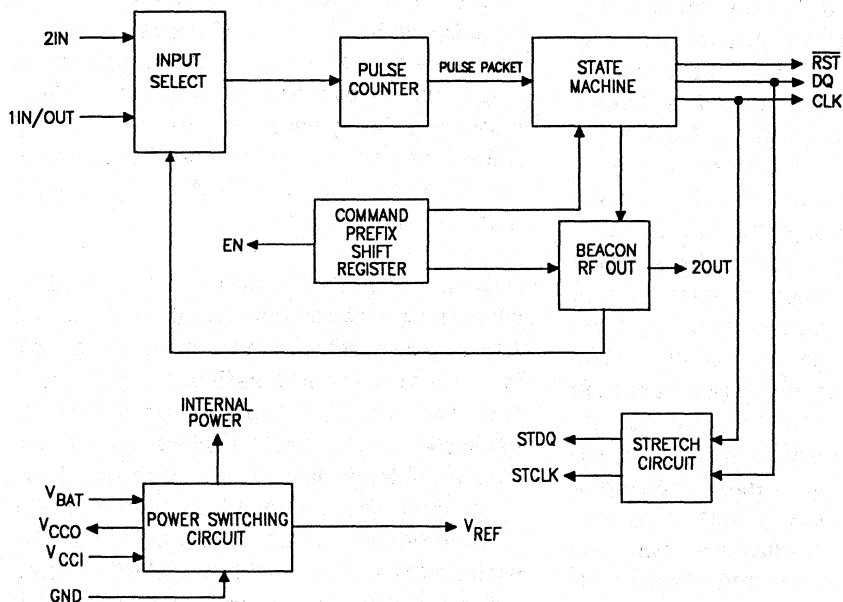 2IN
1IN/OUT
INPUT
SELECT
PULSE
COUNTER
PULSE PACKET
STATE
MACHINE
RST
DQ
CLK
EN
COMMAND
PREFIX
SHIFT
REGISTER
BEACON
RF OUT
2OUT
INTERNAL
POWER
STDQ
STCLK
STRETCH
CIRCUIT
VBAT
VCCO
VCCI
GND
POWER SWITCHING
CIRCUIT
VREF